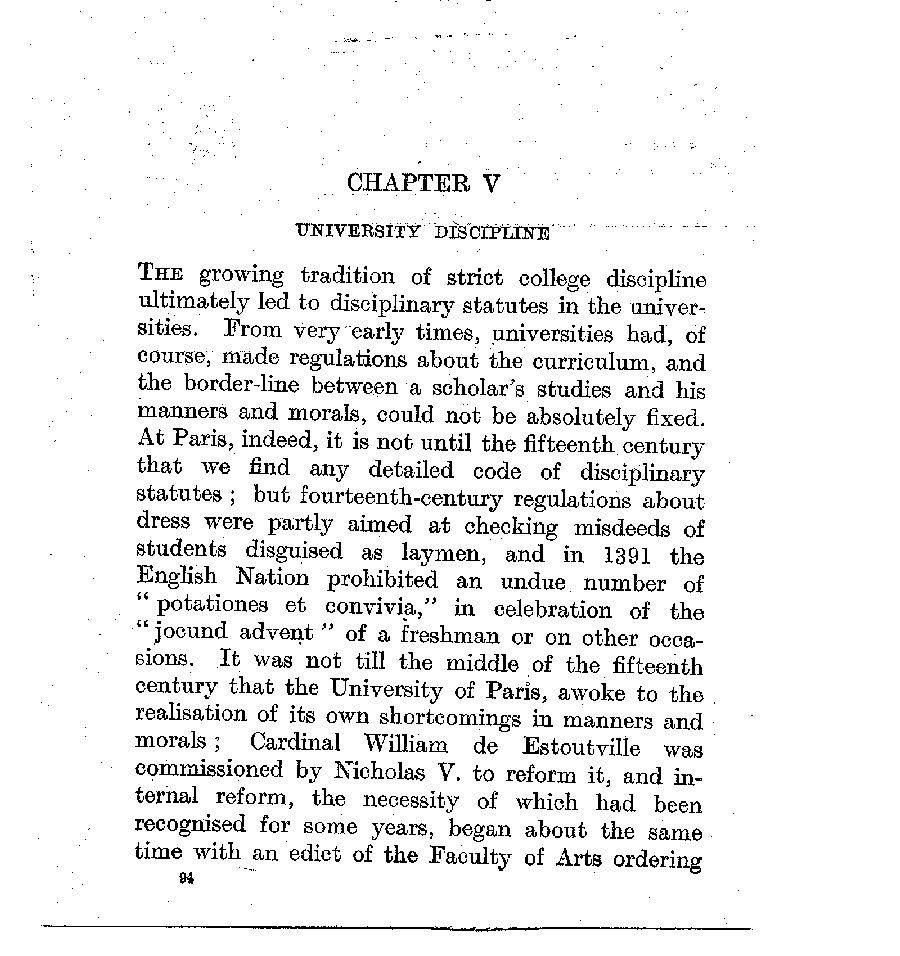 CHAPTER V
UNIVERSITY DISCIPLINE
THE growing tradition of strict college discipline
ultimately led to disciplinary statutes in the univer-
sities. From very early times, universities had, of
course, made regulations about the curriculum, and
the border-line between a scholar's studies and his
manners and morals, could not be absolutely fixed.
At Paris, indeed, it is not until the fifteenth century
that we find any detailed code of disciplinary
statutes ; but fourteenth-century regulations about
dress were partly aimed at checking misdeeds of
students disguised as laymen, and in 1391 the
English Nation prohibited an undue number of
" potationes et convivia," in celebration of the
" jocund advent " of a freshman or on other occa-
sions. It was not till the middle of the fifteenth
century that the University of Paris, awoke to the
realisation of its own shortcomings in manners and
morals ; Cardinal William de Estoutville was
commissioned by Nicholas V. to reform it, and in-
ternal reform, the necessity of which had been
recognised for some years, began about the same
time with an edict of the Faculty of Arts ordering
94